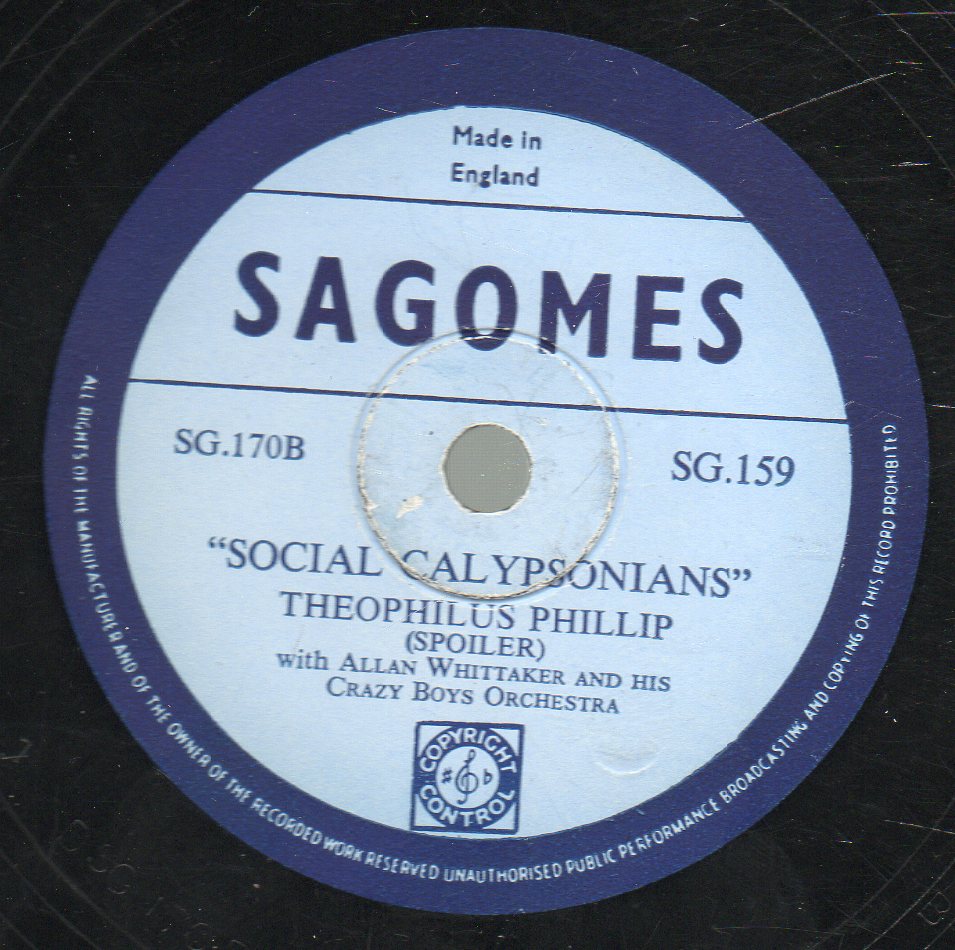 Made in
England
SAGOMES
SG.170B
SG.159
“SOCIAL CALYPSONIANS”
THEOPHILUS PHILLIP
(SPOILER)
with ALLAN WHITTAKER AND HIS
CRAZY BOYS ORCHESTRA
COPYRIGHT
CONTROL
ALL RIGHTS OF THE MANUFACTURER AND OF THE OWNER OF THE RECORDED WORK RESERVED UNAUTHORISED PUBLIC PERFORMANCE BROADCASTING AND COPYING OF THIS RECORD PROHIBITED